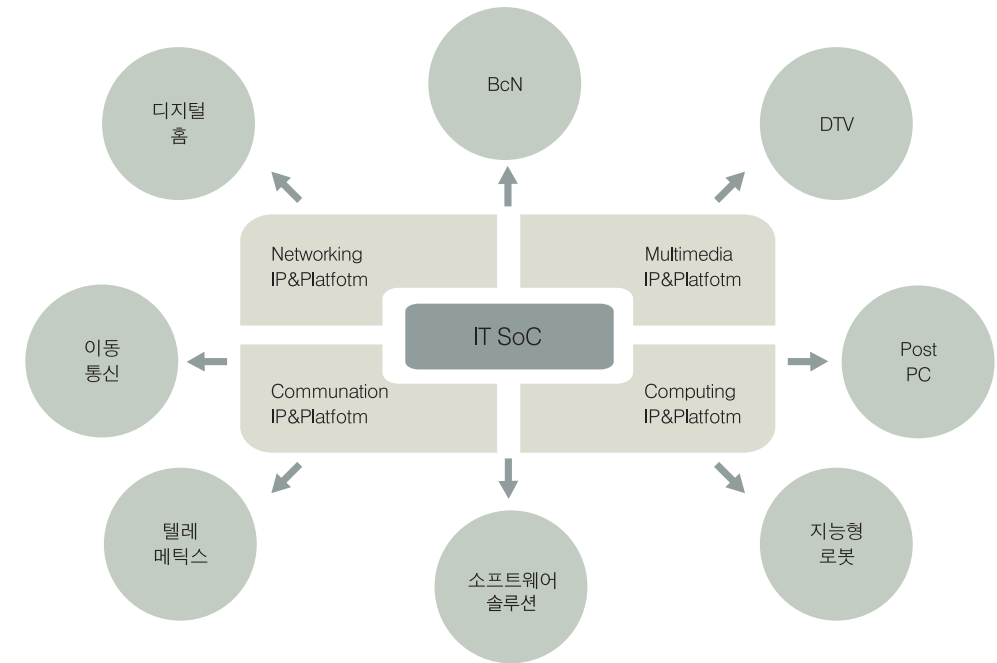 BcN
디지털
홈
DTV
Networking
IP&Platfotm
Multimedia
IP&Platfotm
IT SoC
이동
통신
Post
PC
Communation
IP&Platfotm
Computing
IP&Platfotm
텔레
메틱스
소프트웨어
솔루션
지능형
로봇